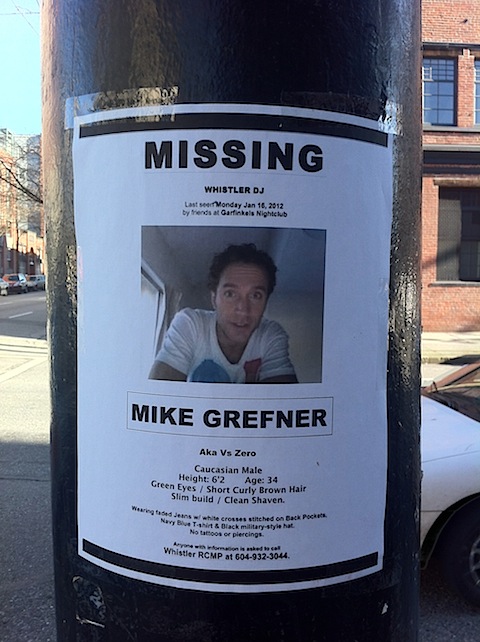 MISSING
WHISTLER DJ
Last seen Monday Jan 16, 2012
by friends at Garfinkels Nightclub
MIKE GREFNER
Aka Vs Zero
Caucasian Male
Height: 6'2 Age: 34
Green Eyes / Short Curly Brown Hair
Slim build / Clean Shaven.
Wearing faded Jeans w/ white crosses stitched on Back Pockets.
Navy Blue T-shirt & Black military-style hat.
No tattoos or piercings.
Anyone with information is asked to call
Whistler RCMP at 604-932-3044.